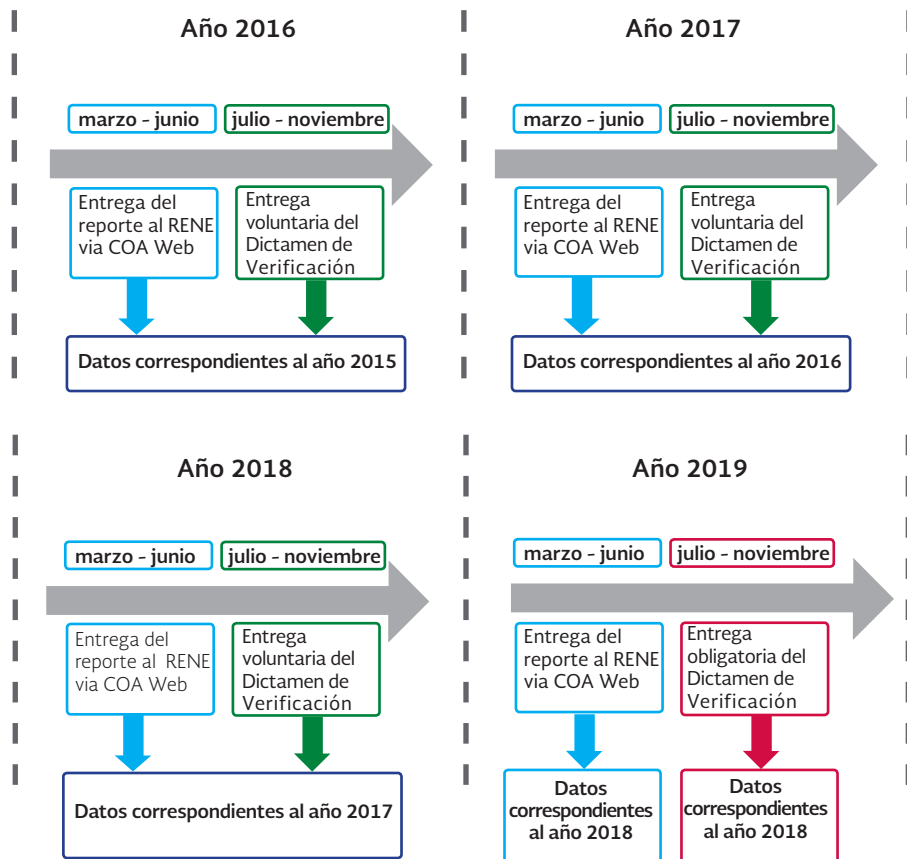 Año 2016
marzo - junio
julio - noviembre
Entrega del
reporte al RENE
via COA Web
Entrega
voluntaria del
Dictamen de
Verificación
Datos correspondientes al año 2015
Año 2017
marzo - junio
julio - noviembre
Entrega del
reporte al RENE
via COA Web
Entrega
voluntaria del
Dictamen de
Verificación
Datos correspondientes al año 2016
Año 2018
marzo - junio
julio - noviembre
Entrega del
reporte al RENE
via COA Web
Entrega
voluntaria del
Dictamen de
Verificación
Datos correspondientes al año 2017
Año 2019
marzo - junio
julio - noviembre
Entrega del
reporte al RENE
via COA Web
Entrega
obligatoria del
Dictamen de
Verificación
Datos
correspondientes
al año 2018
Datos
correspondientes
al año 2018